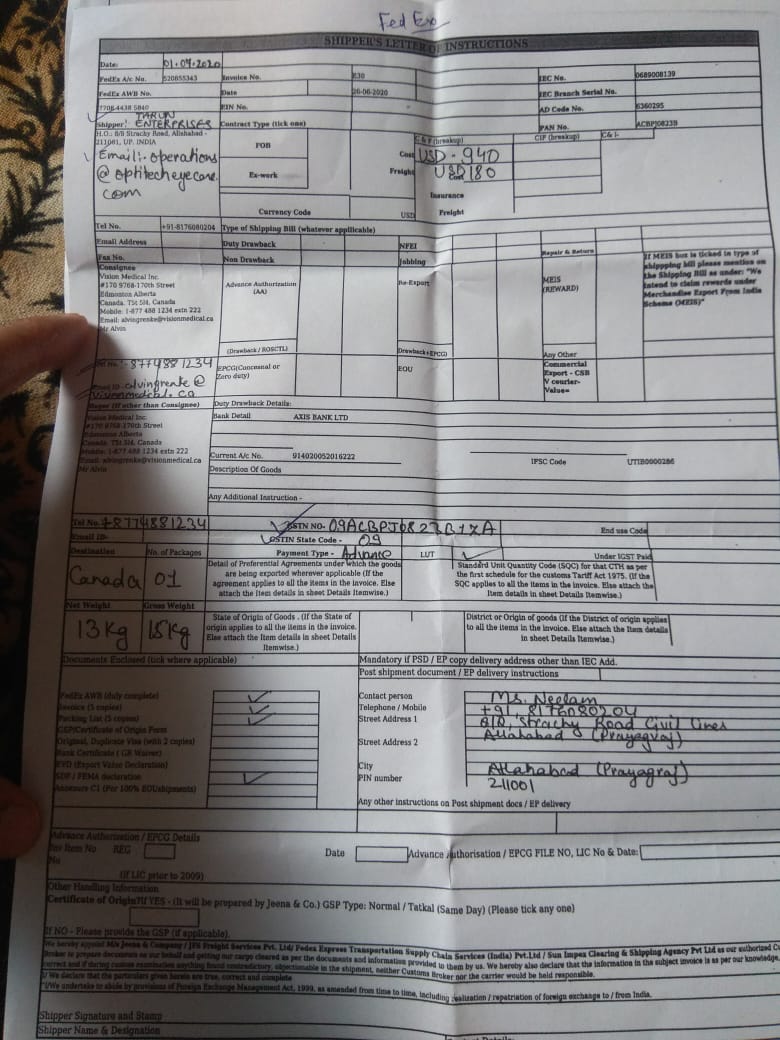 Fed Ex
SHIPPER'S LETTER OF INSTRUCTIONS
Date: 01.07.2020
FedEx A/c No. 520855343 Invoice No. E30 IEC No. 0689008139
FedEx AWB No. Date 26-06-2020 IEC Branch Serial No.
7708 4438 5840 EIN No. AD Code No. 6360295
Shipper: TARUN ENTERPRISES Contract Type (tick one) PAN No.
H.O.: 8/B Strachy Road, Allahabad -
211001, UP. INDIA
C & F (breakup) CIF (breakup) C& I-
FOB Cost USD - 940
Email:- operations
@ optitecheyecare.
com
Ex-work Freight USD 180
Insurance
Currency Code USD Freight
Tel No. +91-8176080204 Type of Shipping Bill (whatever appllicable)
Email Address Duty Drawback NFEI Repair & Return
Fax No. Non Drawback Jobbing
If MEIS box is ticked in type of
shippping bill please mention on
the Shipping Bill as under: "We
intend to claim rewards under
Merchandise Export From India
Scheme (MEIS)"
Consignee
Vision Medical Inc.
#170 9768-170th Street
Edmonton Alberta
Canada. T5t 5l4, Canada
Mobile: 1-877 488 1234 extn 222
Email: alvingrenke@visionmedical.ca
Mr Alvin
Advance Authorization
(AA)
Re-Export MEIS
(REWARD)
(Drawback / ROSCTL) Drawback+EPCG) Any Other
8774881234
EPCG(Concesnal or
Zero duty)
EOU Commercial
Export - CSB
V courier-
Value=
alvingrenke @
visionmedical. ca
Buyer (if other than Consignee) Duty Drawback Details:
Vision Medical Inc.
#170 9768-170th Street
Edmonton Alberta
Canada. T5t 5l4, Canada
Mobile: 1-877 488 1234 extn 222
Email: alvingrenke@visionmedical.ca
Mr Alvin
Bank Detail AXIS BANK LTD
Current A/c No. 914020052016222 IFSC Code UTIB0000286
Description Of Goods
Any Additional Instruction -
Tel No. +8774881234 GSTN NO- End use Code
Email ID- GSTIN State Code - 09
Destination No. of Packages Payment Type - Advance LUT Under IGST Paid
Canada 01
Detail of Preferential Agreements under which the goods
are being exported wherever applicable (If the
agreement applies to all the items in the invoice. Else
attach the Item details in sheet Details Itemwise.)
Standard Unit Quantity Code (SQC) for that CTH as per
the first schedule for the customs Tariff Act 1975. (If the
SQC applies to all the items in the invoice. Else attach the
Item details in sheet Details Itemwise.)
Net Weight Gross Weight
13Kg 15Kg
State of Origin of Goods . (If the State of
origin applies to all the items in the invoice.
Else attach the Item details in sheet Details
Itemwise.)
District or Origin of goods (If the District of origin applies
to all the items in the invoice. Else attach the Item details
in sheet Details Itemwise.)
Documents Enclosed (tick where applicable) Mandatory if PSD / EP copy delivery address other than IEC Add.
Post shipment document / EP delivery instructions
FedEx AWB (duly complete) Contact person Ms. Neelam
Invoice (5 copies) Telephone / Mobile +91 8176080204
Packing List (5 copies) Street Address 1 8/B, Strachy Road Civil Lines
GSP/Certificate of Origin Form Allahabad (Prayagraj)
Original, Duplicate Visa (with 2 copies) Street Address 2
Bank Certificate ( GR Waiver)
EVD (Export Value Declaration) City Allahabad (Prayagraj)
SDF / FEMA declaration PIN number 211001
Annexure C1 (For 100% EOUshipments)
Any other instructions on Post shipment docs / EP delivery
Advance Authorisation / EPCG Details
Inv Item No REG Date Advance Authorisation / EPCG FILE NO, LIC No & Date:
No
(If LIC prior to 2009)
Other Handling Information
Certificate of Origin?If YES - (It will be prepared by Jeena & Co.) GSP Type: Normal / Tatkal (Same Day) (Please tick any one)
If NO - Please provide the GSP (if applicable).
We hereby appoint M/s Jeena & Company / JFS Freight Services Pvt. Ltd/ Fedex Express Transportation Supply Chain Services (India) Pvt.Ltd / Sun Impex Clearing & Shipping Agency Pvt Ltd as our authorized
Broker to prepare documents on our behalf and getting our cargo cleared as per the documents and information provided to them by us. We hereby also declare that the information in the subject invoice is as per our knowledge,
correct and if during custom examination anything found contradictory, objectionable in the shipment, neither Customs Broker nor the carrier would be held responsible.
I/ We declare that the particulars given herein are true, correct and complete
I/We undertake to abide by provisions of Foreign Exchange Management Act, 1999, as amended from time to time, including realisation / repatriation of foreign exchange to / from India.
Shipper Signature and Stamp
Shipper Name & Designation